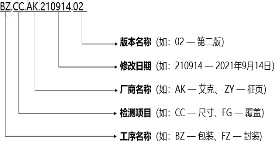 BZ.CC.AK.210914.02
版本名称 (如：02 — 第二版)
修改日期 (如：210914 — 2021年9月14日)
厂商名称 (如：AK — 艾克、ZY — 征页)
检测项目 (如：CC — 尺寸、FG — 覆盖)
工序名称 (如：BZ — 包装、FZ — 封装)